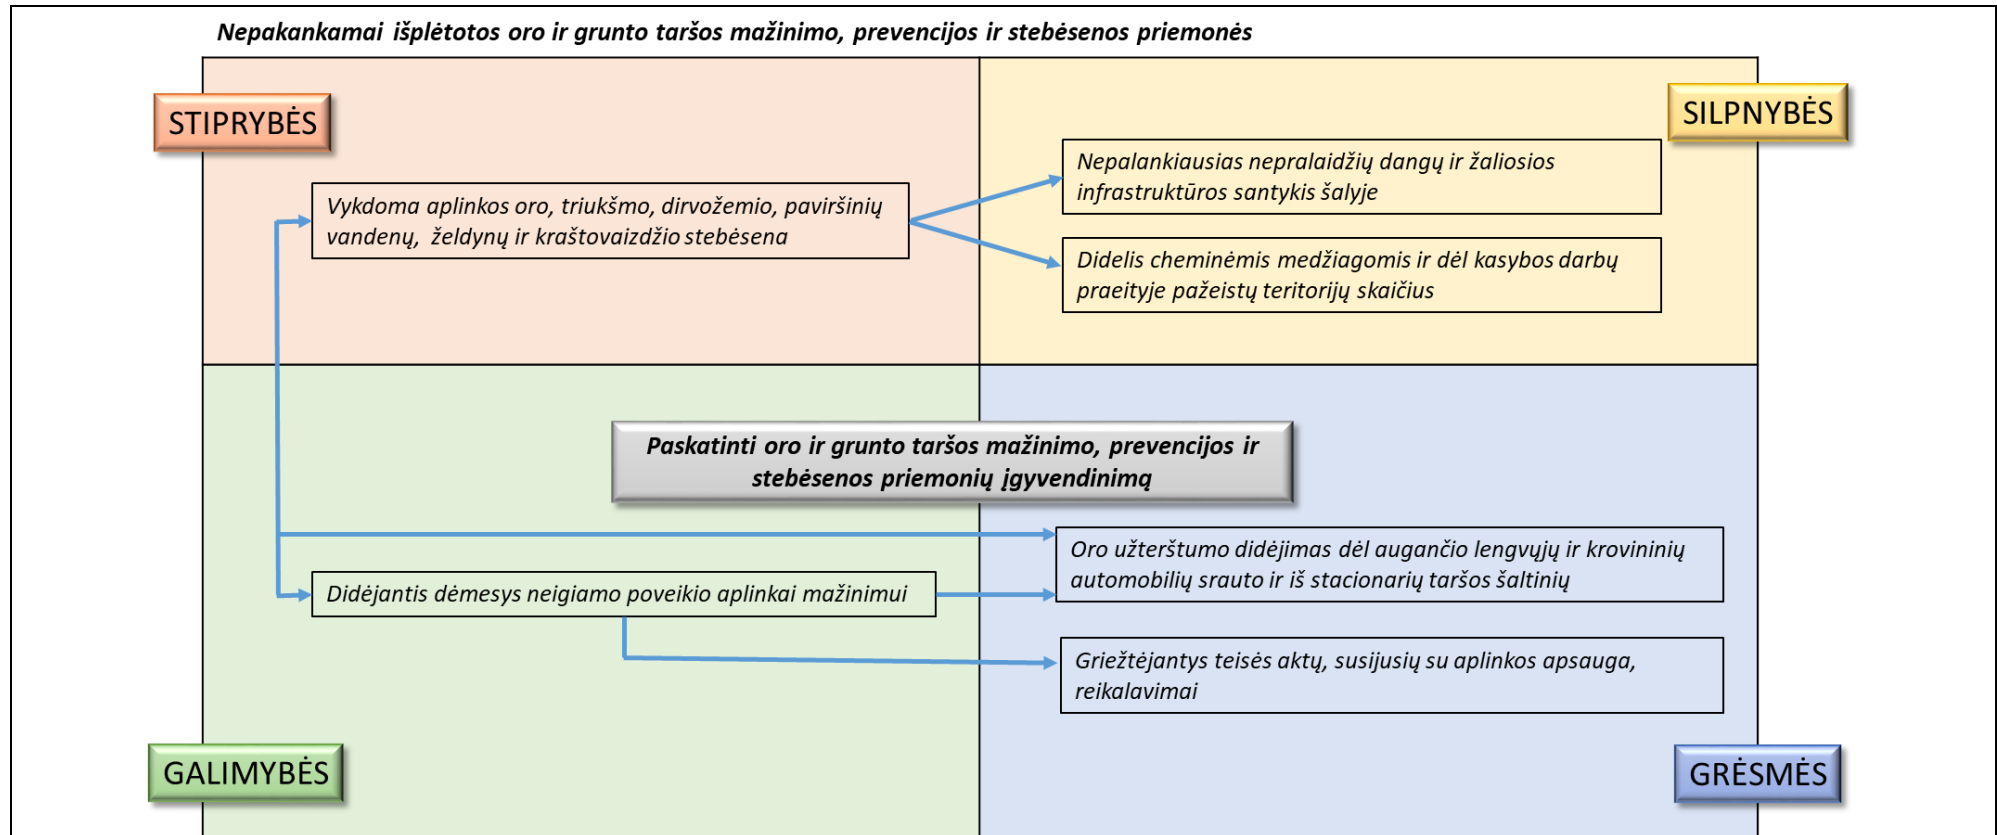 Nepakankamai išplėtotos oro ir grunto taršos mažinimo, prevencijos ir stebėsenos priemonės
STIPRYBĖS
SILPNYBĖS
Vykdoma aplinkos oro, triukšmo, dirvožemio, paviršinių
vandenų, želdynų ir kraštovaizdžio stebėsena
Nepalankiausias nepralaidžių dangų ir žaliosios
infrastruktūros santykis šalyje
Didelis cheminėmis medžiagomis ir dėl kasybos darbų
praeityje pažeistų teritorijų skaičius
Paskatinti oro ir grunto taršos mažinimo, prevencijos ir
stebėsenos priemonių įgyvendinimą
Didėjantis dėmesys neigiamo poveikio aplinkai mažinimui
Oro užterštumo didėjimas dėl augančio lengvųjų ir krovininių
automobilių srauto ir iš stacionarių taršos šaltinių
Griežtėjantys teisės aktų, susijusių su aplinkos apsauga,
reikalavimai
GALIMYBĖS
GRĖSMĖS